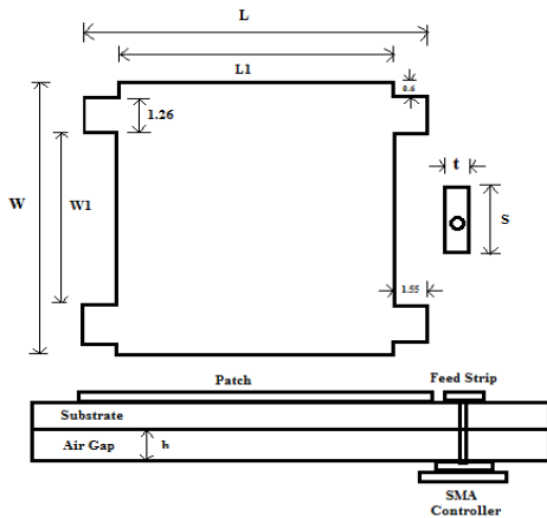 L
L1
0.6
1.26
t
W
W1
S
1.55
Patch
Feed Strip
Substrate
Air Gap
h
SMA
Controller